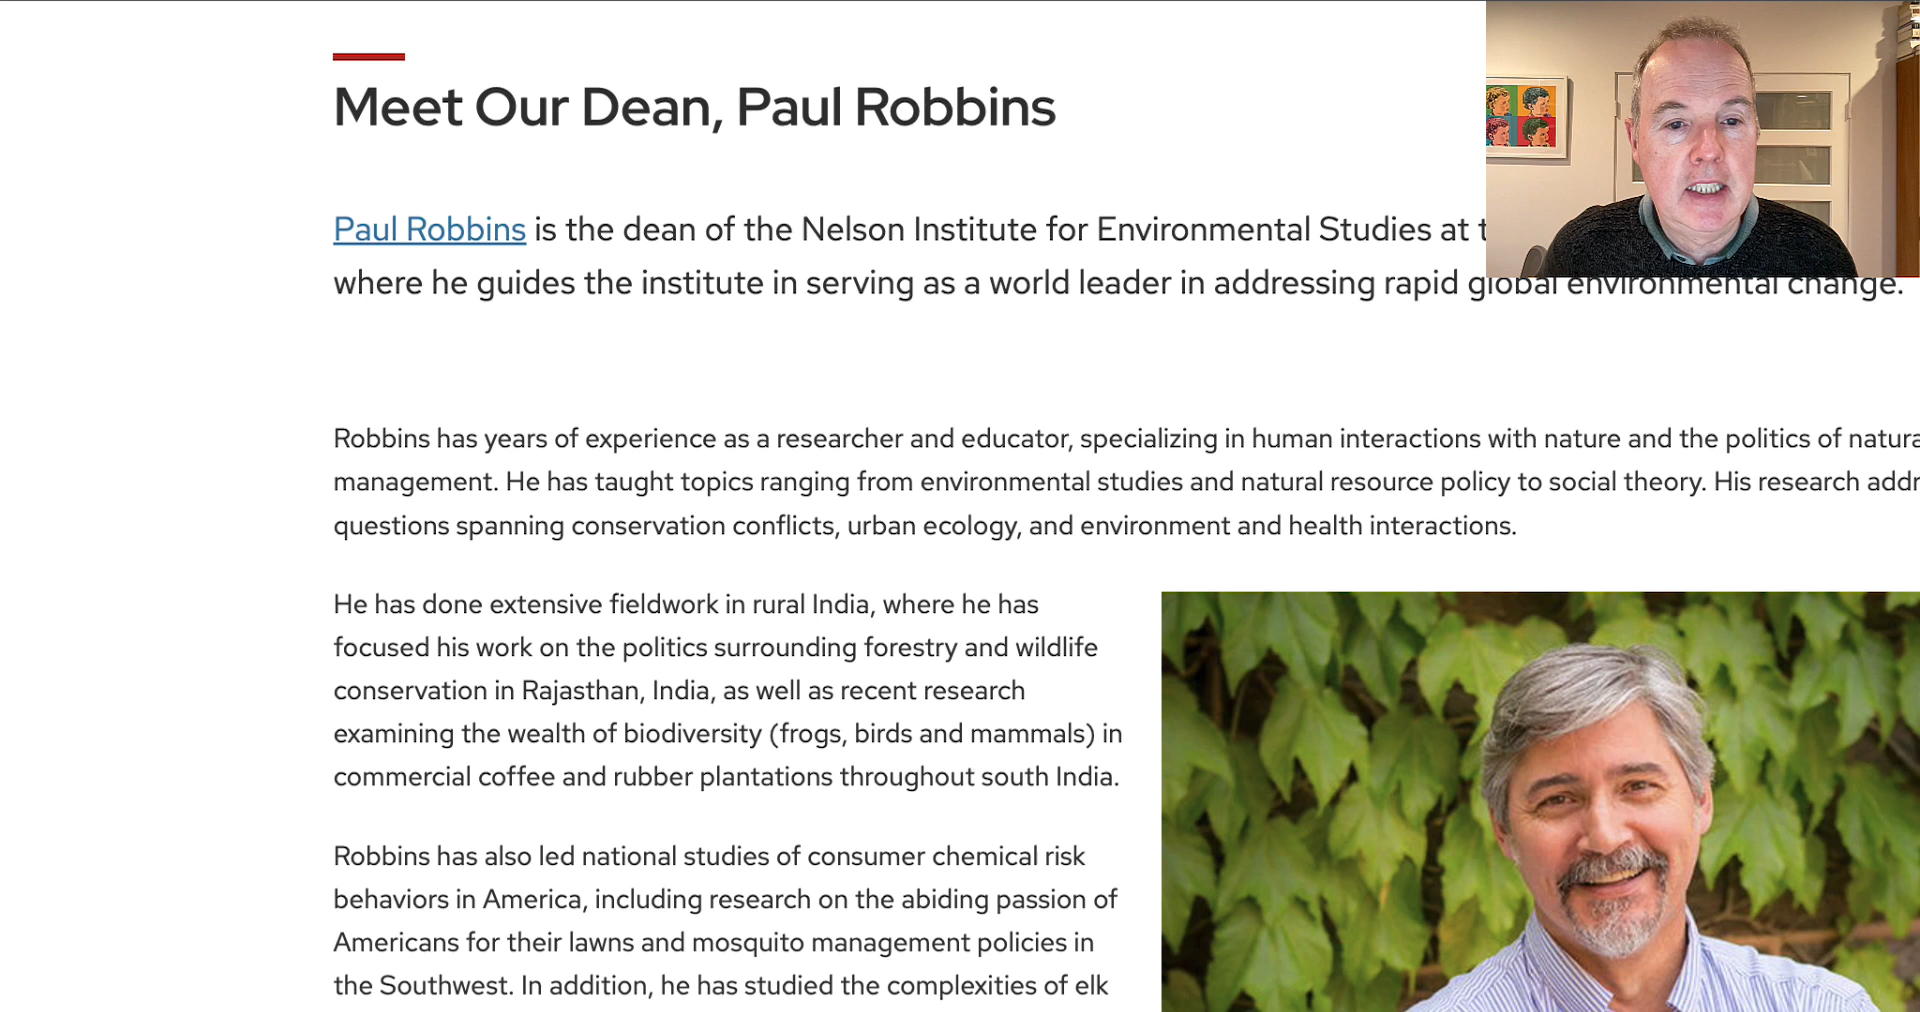 Meet Our Dean, Paul Robbins
Paul Robbins is the dean of the Nelson Institute for Environmental Studies at
where he guides the institute in serving as a world leader in addressing rapid global environmental change.
Robbins has years of experience as a researcher and educator, specializing in human interactions with nature and the politics of
management. He has taught topics ranging from environmental studies and natural resource policy to social theory. His research
questions spanning conservation conflicts, urban ecology, and environment and health interactions.
He has done extensive fieldwork in rural India, where he has
focused his work on the politics surrounding forestry and wildlife
conservation in Rajasthan, India, as well as recent research
examining the wealth of biodiversity (frogs, birds and mammals) in
commercial coffee and rubber plantations throughout south India.
Robbins has also led national studies of consumer chemical risk
behaviors in America, including research on the abiding passion of
Americans for their lawns and mosquito management policies in
the Southwest. In addition, he has studied the complexities of elk